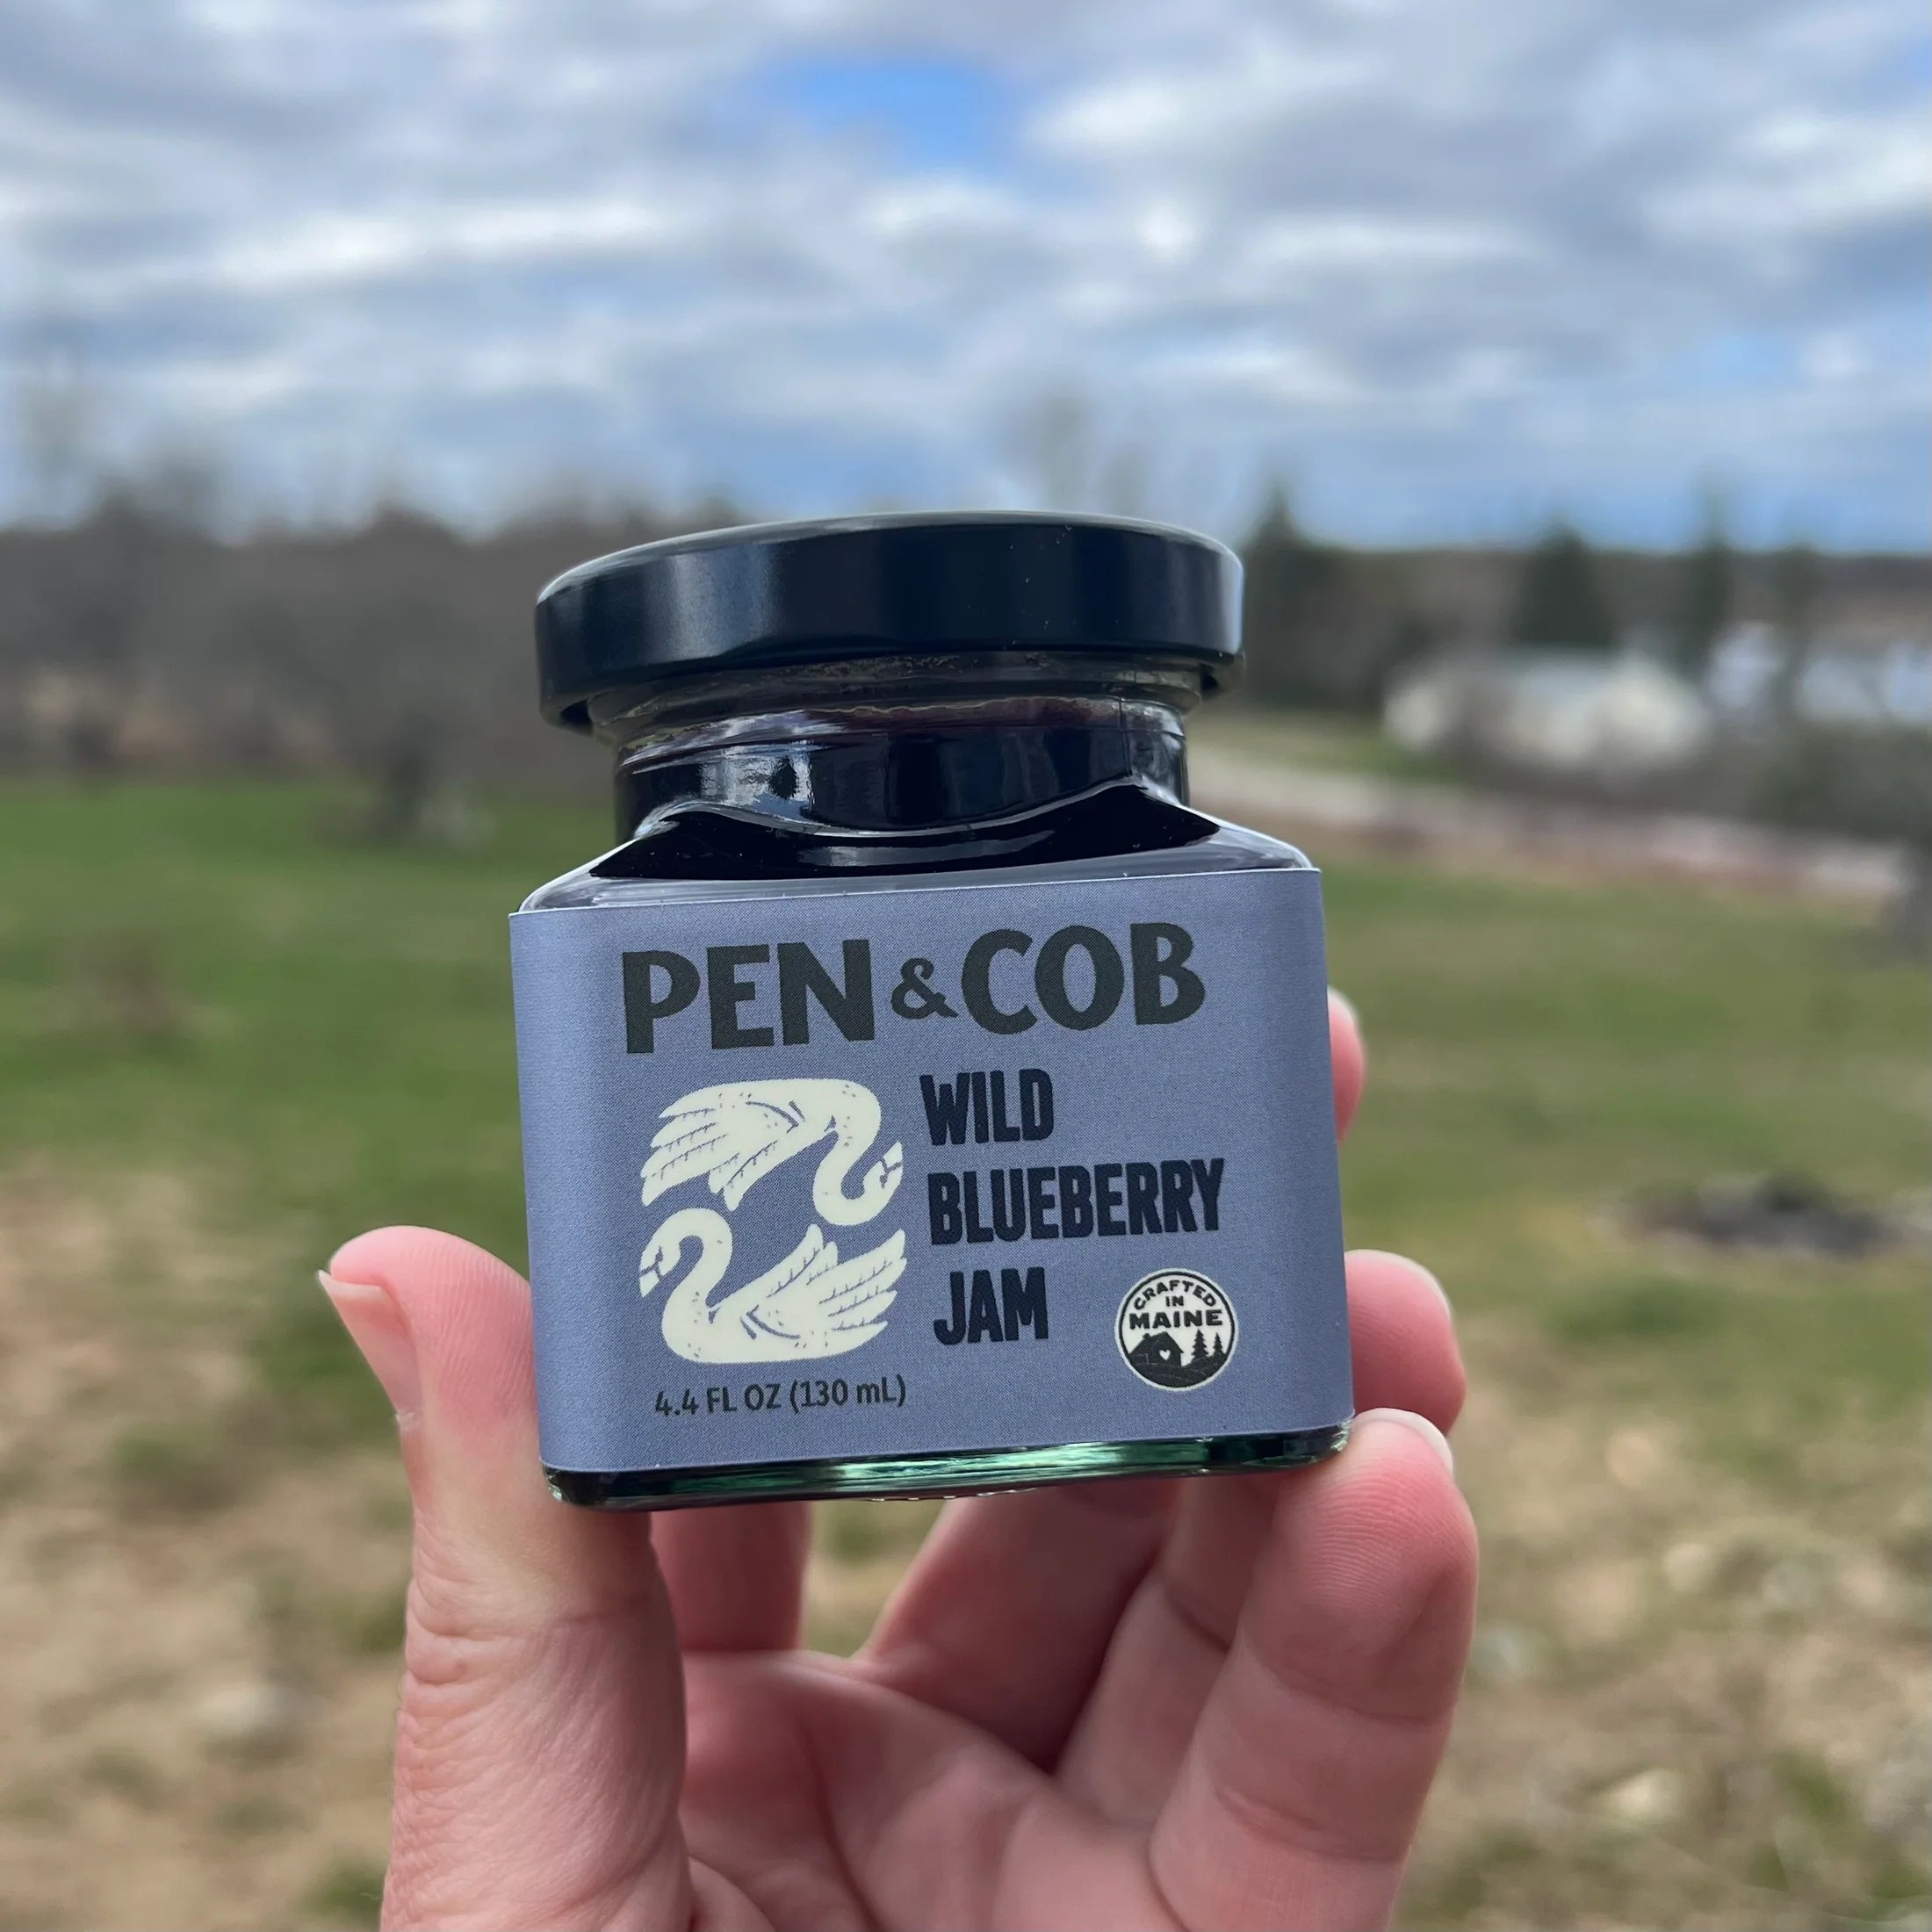 PEN & COB
WILD
BLUEBERRY
JAM
CRAFTED
IN
MAINE
4.4 FL OZ (130 mL)